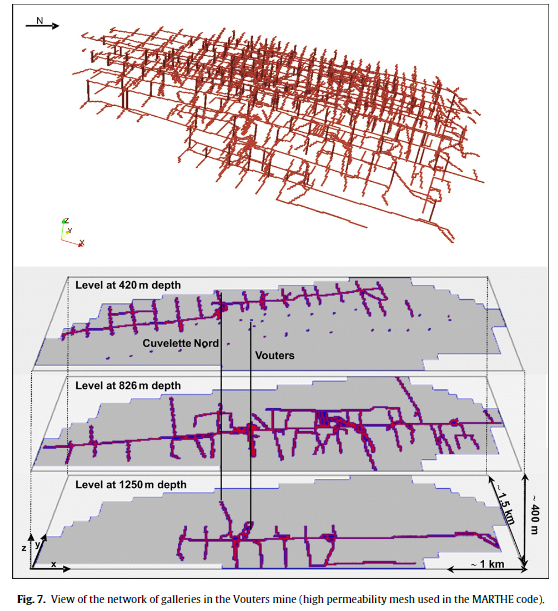 N
z
y
x
Level at 420 m depth
Cuvelette Nord
Vouters
Level at 826 m depth
Level at 1250 m depth
~ 1.5 km
~ 400 m
z
y
x
~ 1 km
Fig. 7. View of the network of galleries in the Vouters mine (high permeability mesh used in the MARTHE code).